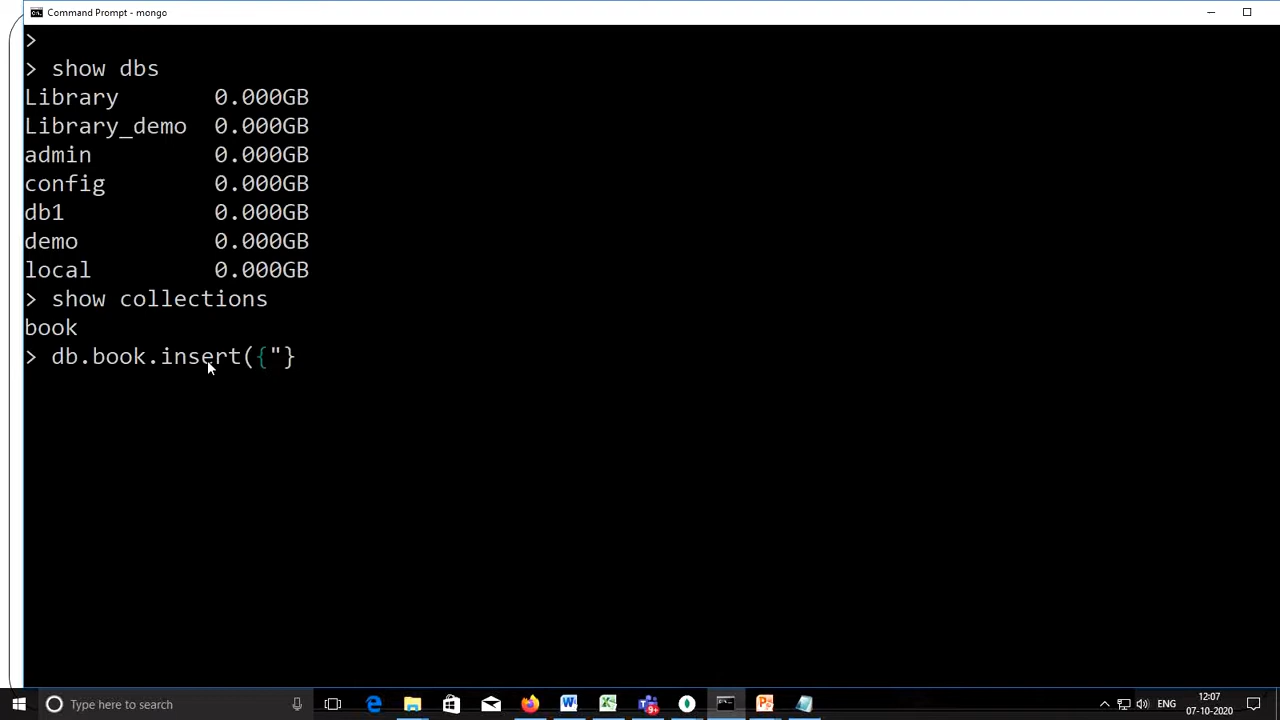 Command Prompt - mongo
>
> show dbs
Library 0.000GB
Library_demo 0.000GB
admin 0.000GB
config 0.000GB
db1 0.000GB
demo 0.000GB
local 0.000GB
> show collections
book
> db.book.insert({"}
Type here to search
9+
ENG
12:07
07-10-2020